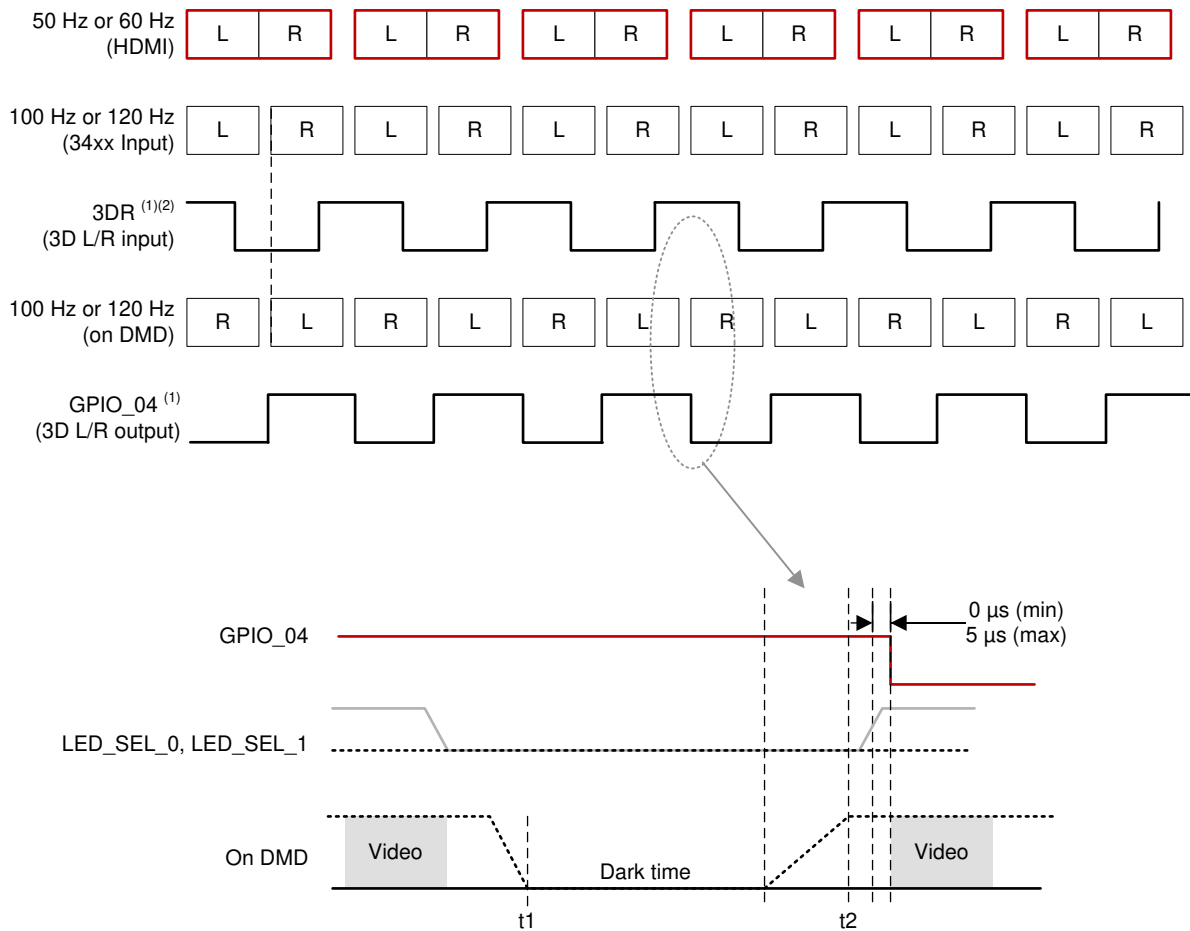 50 Hz or 60 Hz
(HDMI)
L R L R L R L R L R L R
100 Hz or 120 Hz
(34xx Input)
L R L R L R L R L R L R
3DR (1)(2)
(3D L/R input)
100 Hz or 120 Hz
(on DMD)
R L R L R L R L R L R L
GPIO_04 (1)
(3D L/R output)
0 µs (min)
5 µs (max)
GPIO_04
LED_SEL_0, LED_SEL_1
On DMD
Video
Dark time
Video
t1
t2